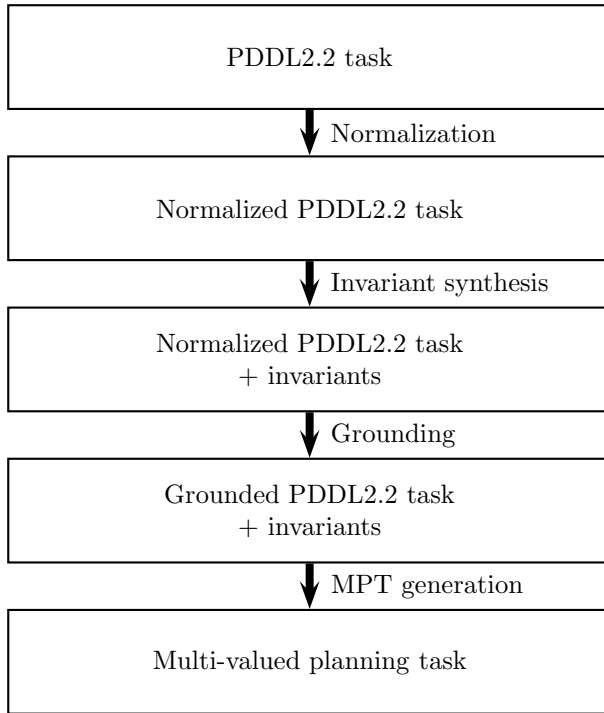 PDDL2.2 task
Normalization
Normalized PDDL2.2 task
Invariant synthesis
Normalized PDDL2.2 task
+ invariants
Grounding
Grounded PDDL2.2 task
+ invariants
MPT generation
Multi-valued planning task